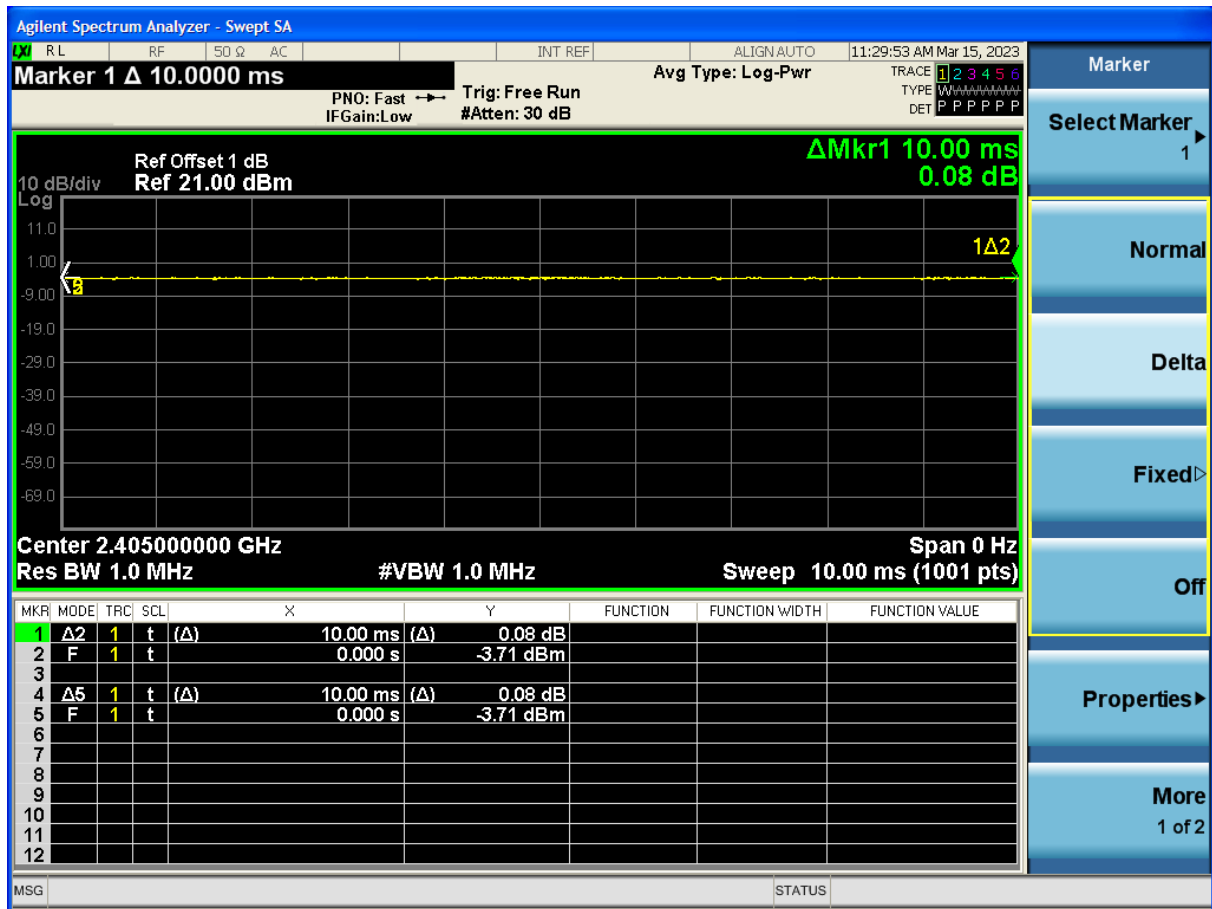 Agilent Spectrum Analyzer - Swept SA
LXI RL RF 50 Ω AC INT REF ALIGN AUTO 11:29:53 AM Mar 15, 2023
Marker 1 Δ 10.0000 ms
PNO: Fast
IFGain:Low
Trig: Free Run
#Atten: 30 dB
Avg Type: Log-Pwr
TRACE 1 2 3 4 5 6
TYPE W
DET P P P P P P
ΔMkr1 10.00 ms
0.08 dB
Ref Offset 1 dB
10 dB/div Ref 21.00 dBm
Log
11.0
1.00
-9.00
-19.0
-29.0
-39.0
-49.0
-59.0
-69.0
1Δ2
Center 2.405000000 GHz Span 0 Hz
Res BW 1.0 MHz #VBW 1.0 MHz Sweep 10.00 ms (1001 pts)
MKR MODE TRC SCL X Y FUNCTION FUNCTION WIDTH FUNCTION VALUE
1 Δ2 1 t (Δ) 10.00 ms (Δ) 0.08 dB
2 F 1 t 0.000 s -3.71 dBm
3
4 Δ5 1 t (Δ) 10.00 ms (Δ) 0.08 dB
5 F 1 t 0.000 s -3.71 dBm
6
7
8
9
10
11
12
MSG STATUS
Marker
Select Marker
1
Normal
Delta
Fixed
Off
Properties
More
1 of 2